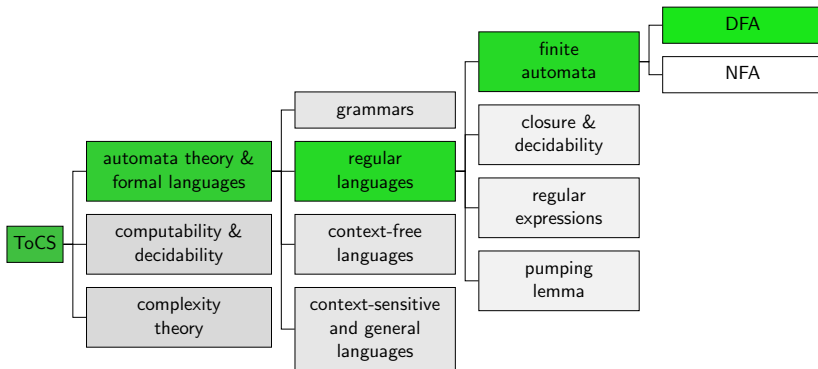 ToCS
automata theory &
formal languages
computability &
decidability
complexity
theory
grammars
regular
languages
context-free
languages
context-sensitive
and general
languages
finite
automata
closure &
decidability
regular
expressions
pumping
lemma
DFA
NFA